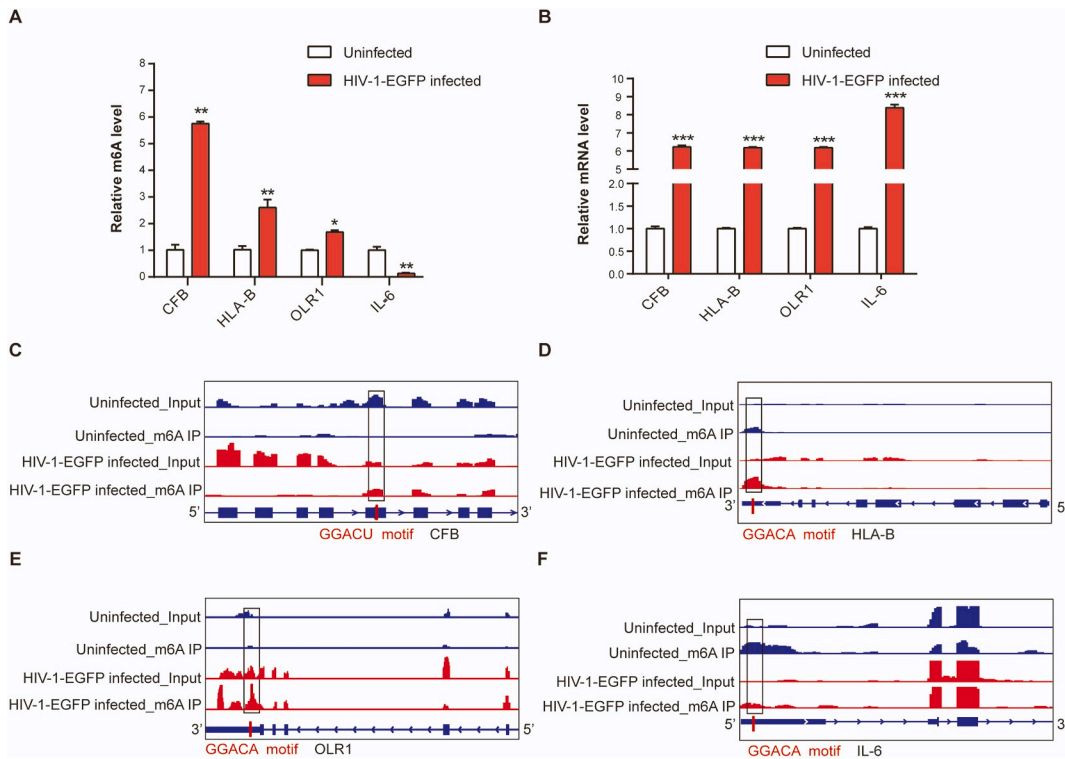 A
Uninfected
HIV-1-EGFP infected
Relative m6A level
8
7
6
5
4
3
2
1
0
**
**
*
**
CFB
HLA-B
OLR1
IL-6
B
Uninfected
HIV-1-EGFP infected
Relative mRNA level
10
9
8
7
6
5
2.0
1.5
1.0
0.5
0.0
***
***
***
***
CFB
HLA-B
OLR1
IL-6
C
Uninfected_Input
Uninfected_m6A IP
HIV-1-EGFP infected_Input
HIV-1-EGFP infected_m6A IP
5'
3'
GGACU motif CFB
D
Uninfected_Input
Uninfected_m6A IP
HIV-1-EGFP infected_Input
HIV-1-EGFP infected_m6A IP
3'
5
GGACA motif HLA-B
E
Uninfected_Input
Uninfected_m6A IP
HIV-1-EGFP infected_Input
HIV-1-EGFP infected_m6A IP
3'
5'
GGACA motif OLR1
F
Uninfected_Input
Uninfected_m6A IP
HIV-1-EGFP infected_Input
HIV-1-EGFP infected_m6A IP
5'
3
GGACA motif IL-6